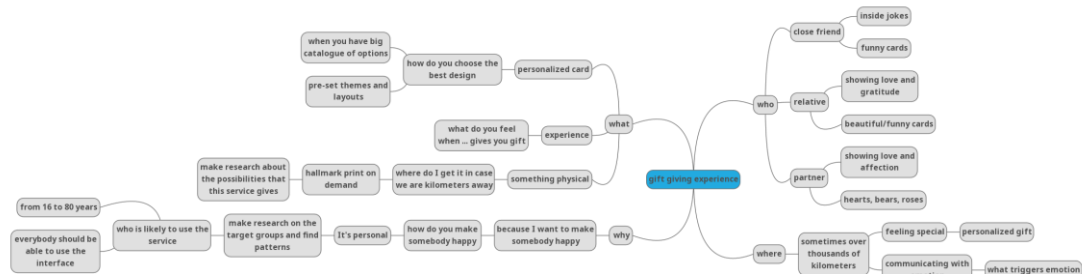 when you have big
catalogue of options
pre-set themes and
layouts
how do you choose the
best design
personalized card
what do you feel
when ... gives you gift
experience
what
make research about
the possibilities that
this service gives
hallmark print on
demand
where do I get it in case
we are kilometers away
something physical
from 16 to 80 years
everybody should be
able to use the
interface
who is likely to use the
service
make research on the
target groups and find
patterns
It's personal
how do you make
somebody happy
because I want to make
somebody happy
why
gift giving experience
who
close friend
inside jokes
funny cards
relative
showing love and
gratitude
beautiful/funny cards
partner
showing love and
affection
hearts, bears, roses
where
sometimes over
thousands of
kilometers
feeling special
personalized gift
communicating with
what triggers emotion